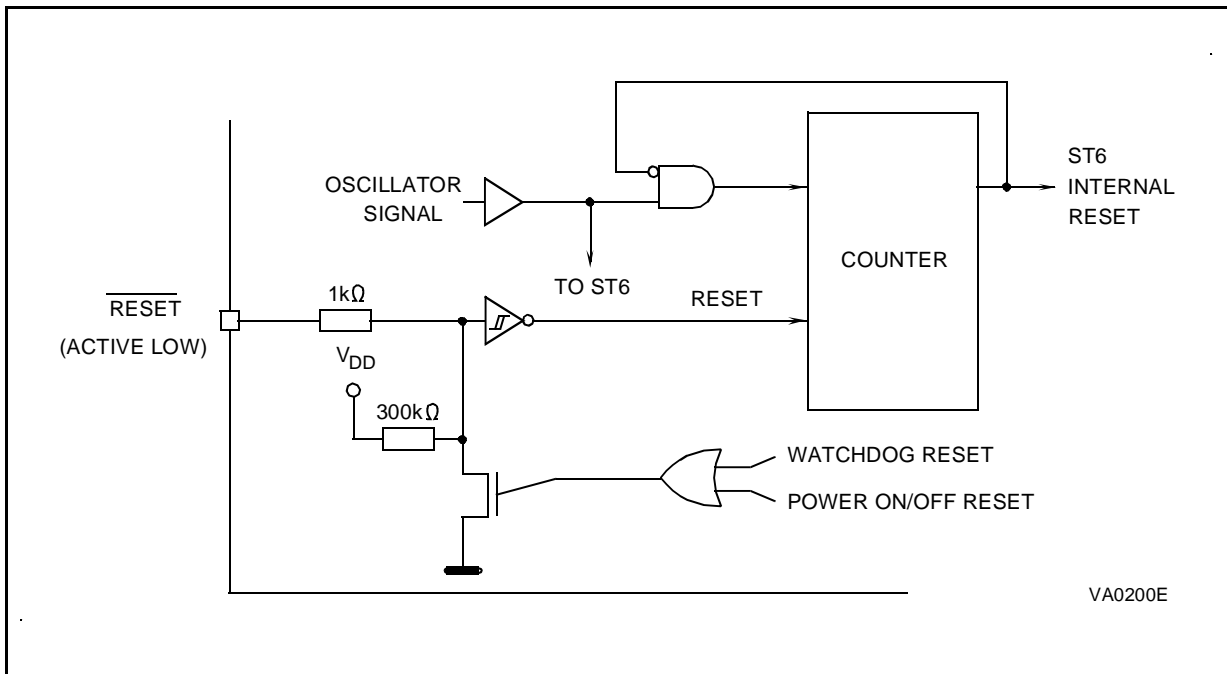 ST6
INTERNAL
RESET
OSCILLATOR
SIGNAL
COUNTER
TO ST6
RESET
1kΩ
RESET
(ACTIVE LOW)
VDD
300kΩ
WATCHDOG RESET
POWER ON/OFF RESET
VA0200E